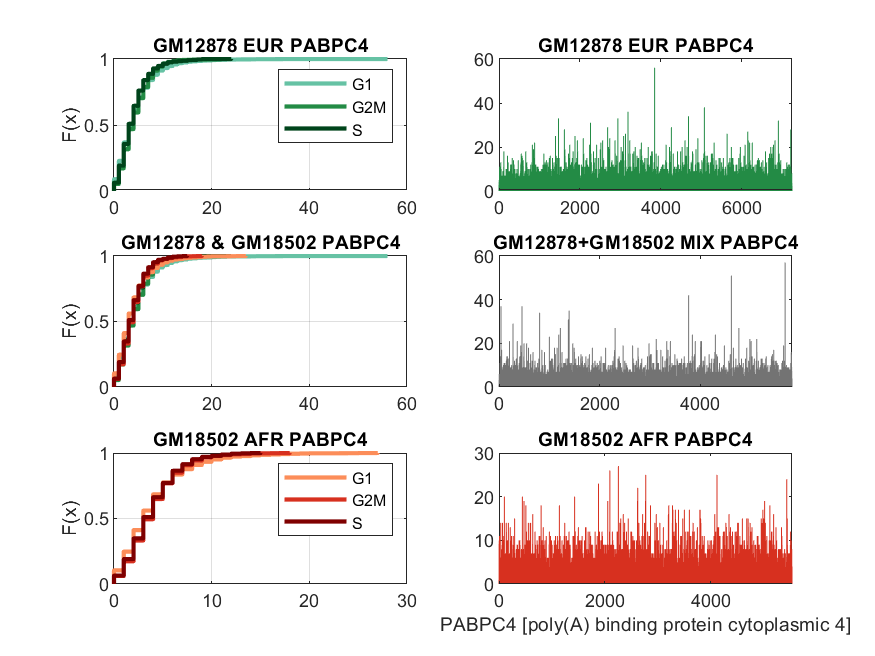 GM12878 EUR PABPC4
1
0.5
0
F(x)
0 20 40 60
G1
G2M
S
GM12878 EUR PABPC4
60
40
20
0
0 2000 4000 6000
GM12878 & GM18502 PABPC4
1
0.5
0
F(x)
0 20 40 60
GM12878+GM18502 MIX PABPC4
60
40
20
0
0 2000 4000
GM18502 AFR PABPC4
1
0.5
0
F(x)
0 10 20 30
G1
G2M
S
GM18502 AFR PABPC4
30
20
10
0
0 2000 4000
PABPC4 [poly(A) binding protein cytoplasmic 4]